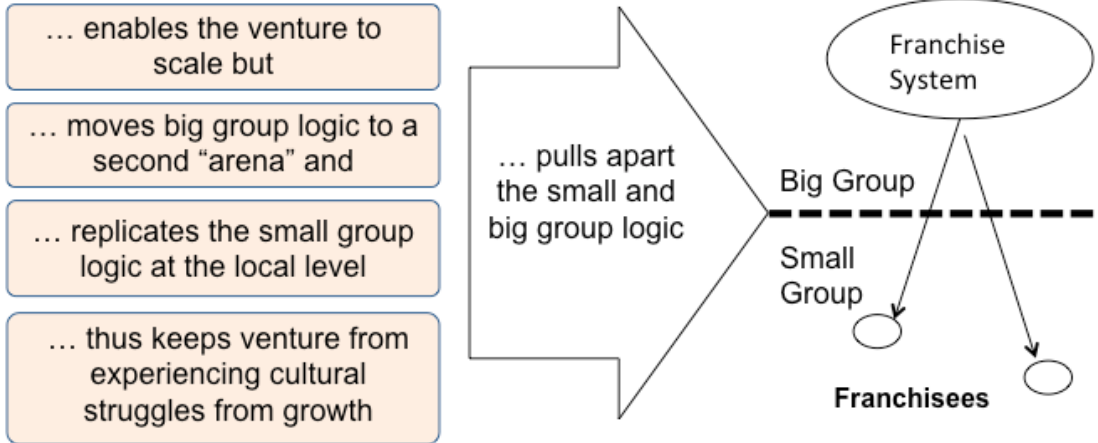 … enables the venture to
scale but
… moves big group logic to a
second “arena” and
… replicates the small group
logic at the local level
… thus keeps venture from
experiencing cultural
struggles from growth
… pulls apart
the small and
big group logic
Franchise
System
Big Group
Small
Group
Franchisees